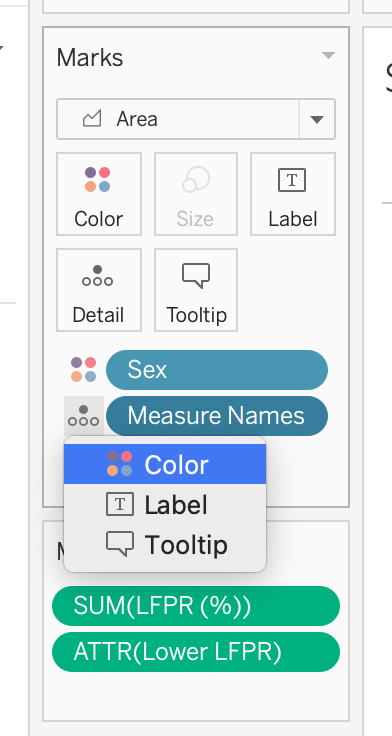 Marks
Area
Color Size T Label
Detail Tooltip
Sex
Measure Names
Color
T Label
Tooltip
SUM(LFPR (%))
ATTR(Lower LFPR)